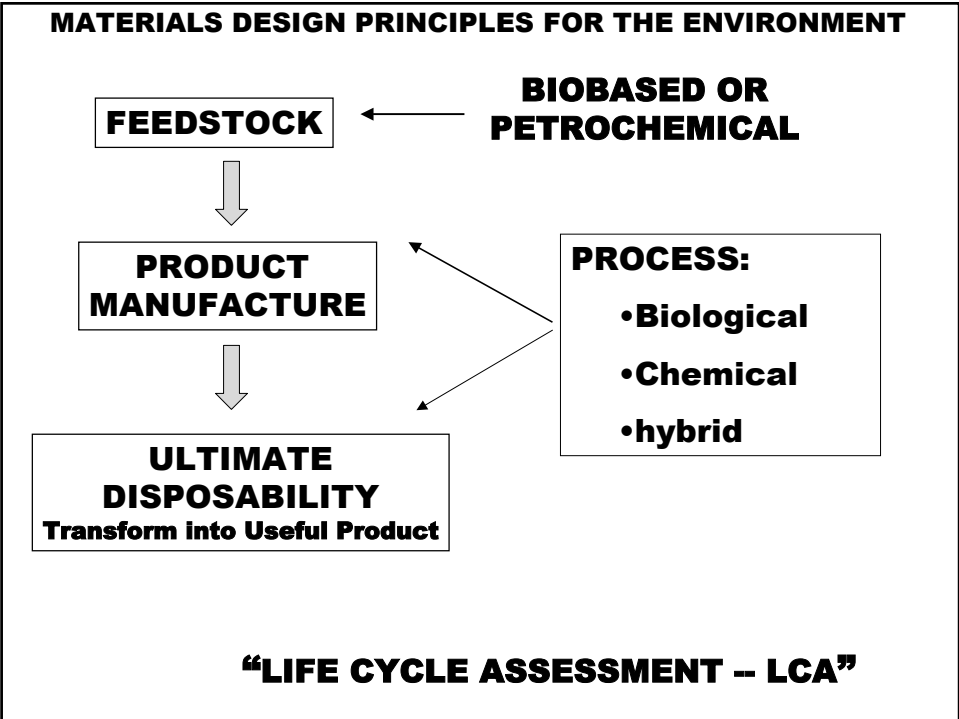 MATERIALS DESIGN PRINCIPLES FOR THE ENVIRONMENT
FEEDSTOCK
BIOBASED OR
PETROCHEMICAL
PRODUCT
MANUFACTURE
PROCESS:
•Biological
•Chemical
•hybrid
ULTIMATE
DISPOSABILITY
Transform into Useful Product
“LIFE CYCLE ASSESSMENT -- LCA”